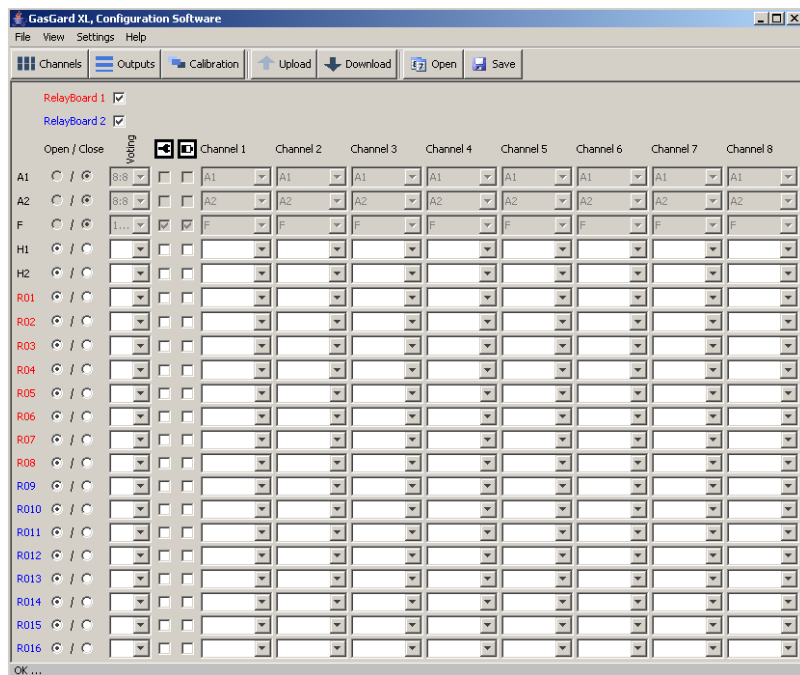 GasGard XL, Configuration Software
File View Settings Help
Channels Outputs Calibration Upload Download Open Save
RelayBoard 1
RelayBoard 2
Open / Close Voting Channel 1 Channel 2 Channel 3 Channel 4 Channel 5 Channel 6 Channel 7 Channel 8
A1 / 8:8 A1 A1 A1 A1 A1 A1 A1 A1
A2 / 8:8 A2 A2 A2 A2 A2 A2 A2 A2
F / 1... F F F F F F F F
H1 /
H2 /
R01 /
R02 /
R03 /
R04 /
R05 /
R06 /
R07 /
R08 /
R09 /
R010 /
R011 /
R012 /
R013 /
R014 /
R015 /
R016 /
OK ...